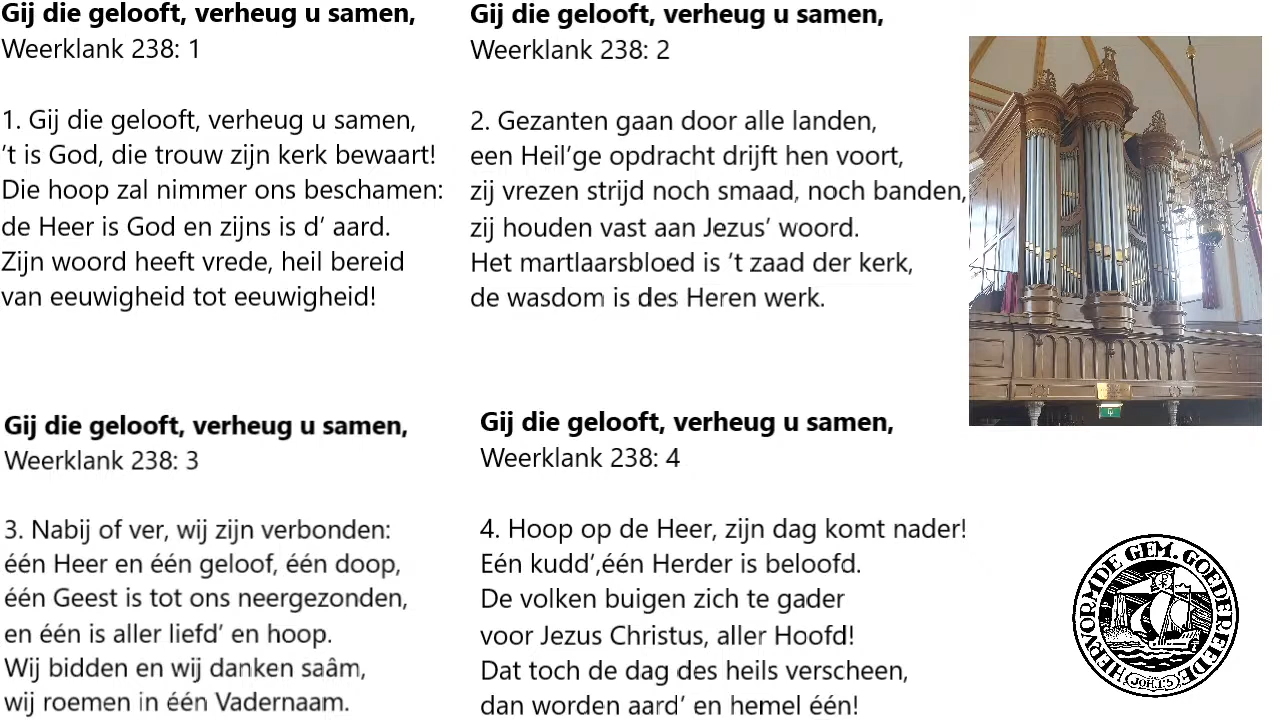 Gij die gelooft, verheug u samen,
Weerklank 238: 1
1. Gij die gelooft, verheug u samen,
’t is God, die trouw zijn kerk bewaart!
Die hoop zal nimmer ons beschamen:
de Heer is God en zijns is d’ aard.
Zijn woord heeft vrede, heil bereid
van eeuwigheid tot eeuwigheid!
Gij die gelooft, verheug u samen,
Weerklank 238: 2
2. Gezanten gaan door alle landen,
een Heil’ge opdracht drijft hen voort,
zij vrezen strijd noch smaad, noch banden,
zij houden vast aan Jezus’ woord.
Het martlaarsbloed is ’t zaad der kerk,
de wasdom is des Heren werk.
Gij die gelooft, verheug u samen,
Weerklank 238: 3
3. Nabij of ver, wij zijn verbonden:
één Heer en één geloof, één doop,
één Geest is tot ons neergezonden,
en één is aller liefd’ en hoop.
Wij bidden en wij danken saâm,
wij roemen in één Vadernaam.
Gij die gelooft, verheug u samen,
Weerklank 238: 4
4. Hoop op de Heer, zijn dag komt nader!
Eén kudd’,één Herder is beloofd.
De volken buigen zich te gader
voor Jezus Christus, aller Hoofd!
Dat toch de dag des heils verscheen,
dan worden aard’ en hemel één!
HERVORMDE GEM. GOEDEREEDE
JOH. 1:5